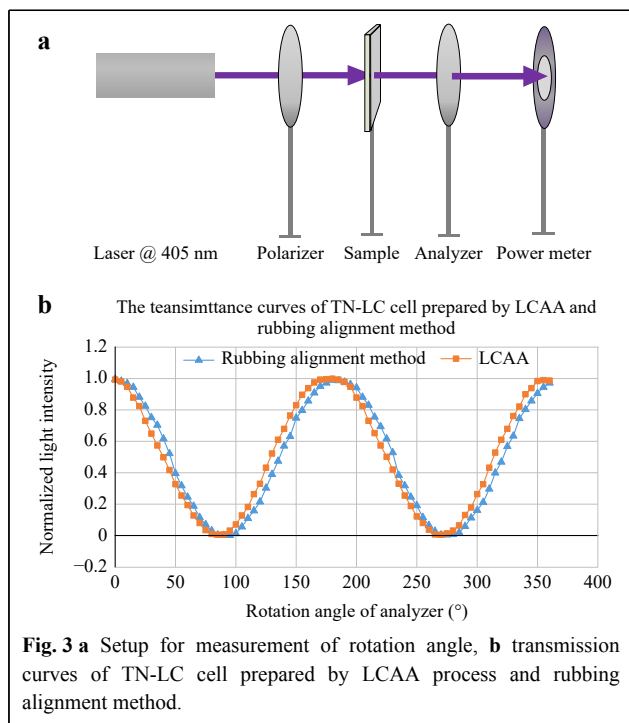 a
Laser @ 405 nm Polarizer Sample Analyzer Power meter
b
The teansimttance curves of TN-LC cell prepared by LCAA and
rubbing alignment method
1.2
1.0
0.8
0.6
0.4
0.2
0
−0.2
Normalized light intensity
Rubbing alignment method LCAA
0 50 100 150 200 250 300 350 400
Rotation angle of analyzer (°)
Fig. 3 a Setup for measurement of rotation angle, b transmission
curves of TN-LC cell prepared by LCAA process and rubbing
alignment method.